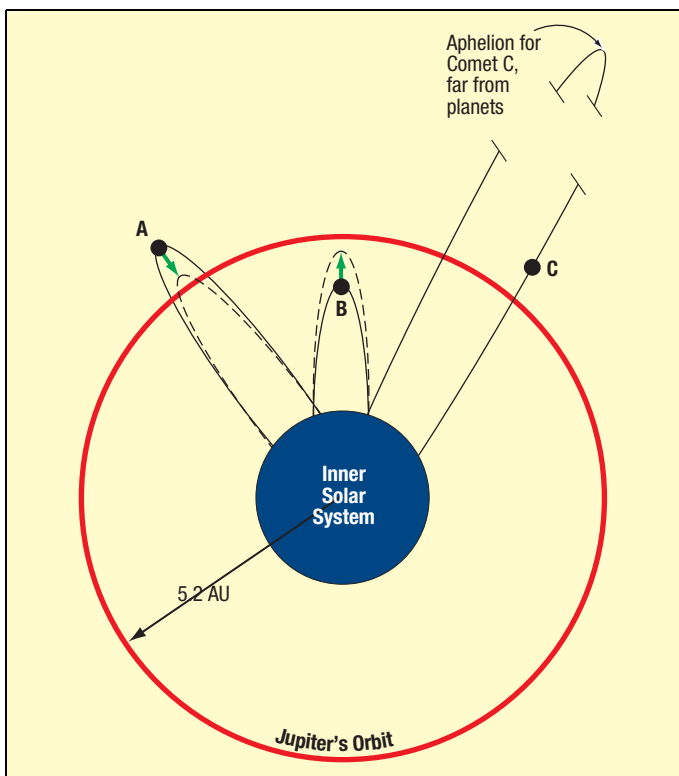 Aphelion for
Comet C,
far from
planets
A
B
C
Inner
Solar
System
5.2 AU
Jupiter's Orbit